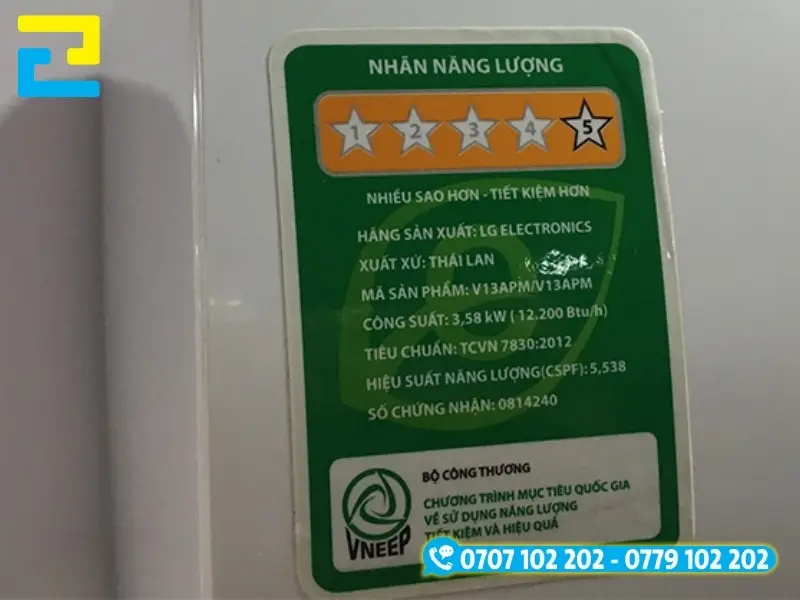 NHÃN NĂNG LƯỢNG
1 2 3 4 5
NHIỀU SAO HƠN - TIẾT KIỆM HƠN
HÃNG SẢN XUẤT: LG ELECTRONICS
XUẤT XỨ: THÁI LAN
MÃ SẢN PHẨM: V13APM/V13APM
CÔNG SUẤT: 3,58 kW ( 12.200 Btu/h)
TIÊU CHUẨN: TCVN 7830:2012
HIỆU SUẤT NĂNG LƯỢNG(CSPF): 5,538
SỐ CHỨNG NHẬN: 0814240
BỘ CÔNG THƯƠNG
CHƯƠNG TRÌNH MỤC TIÊU QUỐC GIA
VỀ SỬ DỤNG NĂNG LƯỢNG
TIẾT KIỆM VÀ HIỆU QUẢ
VNEEP
0707 102 202 - 0779 102 202